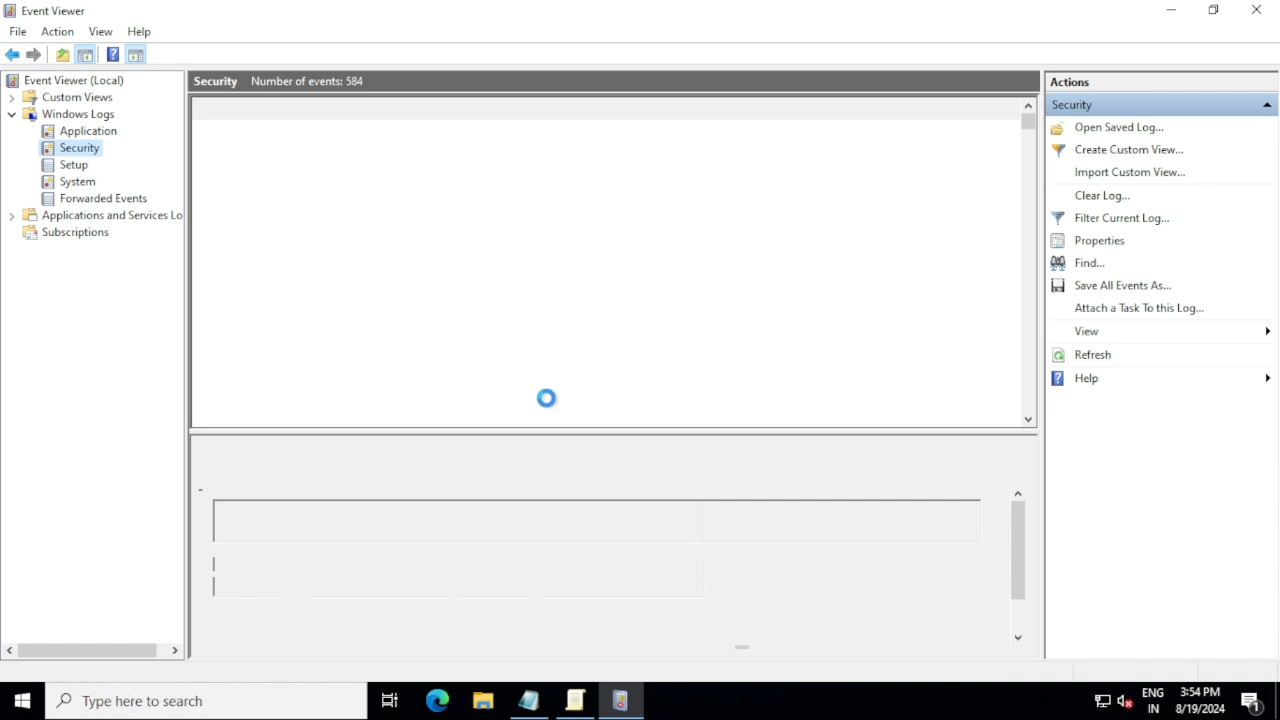 Event Viewer
File Action View Help
Event Viewer (Local)
Custom Views
Windows Logs
Application
Security
Setup
System
Forwarded Events
Applications and Services Lo
Subscriptions
Security Number of events: 584
Actions
Security
Open Saved Log...
Create Custom View...
Import Custom View...
Clear Log...
Filter Current Log...
Properties
Find...
Save All Events As...
Attach a Task To this Log...
View
Refresh
Help
Type here to search
ENG
IN
3:54 PM
8/19/2024
1